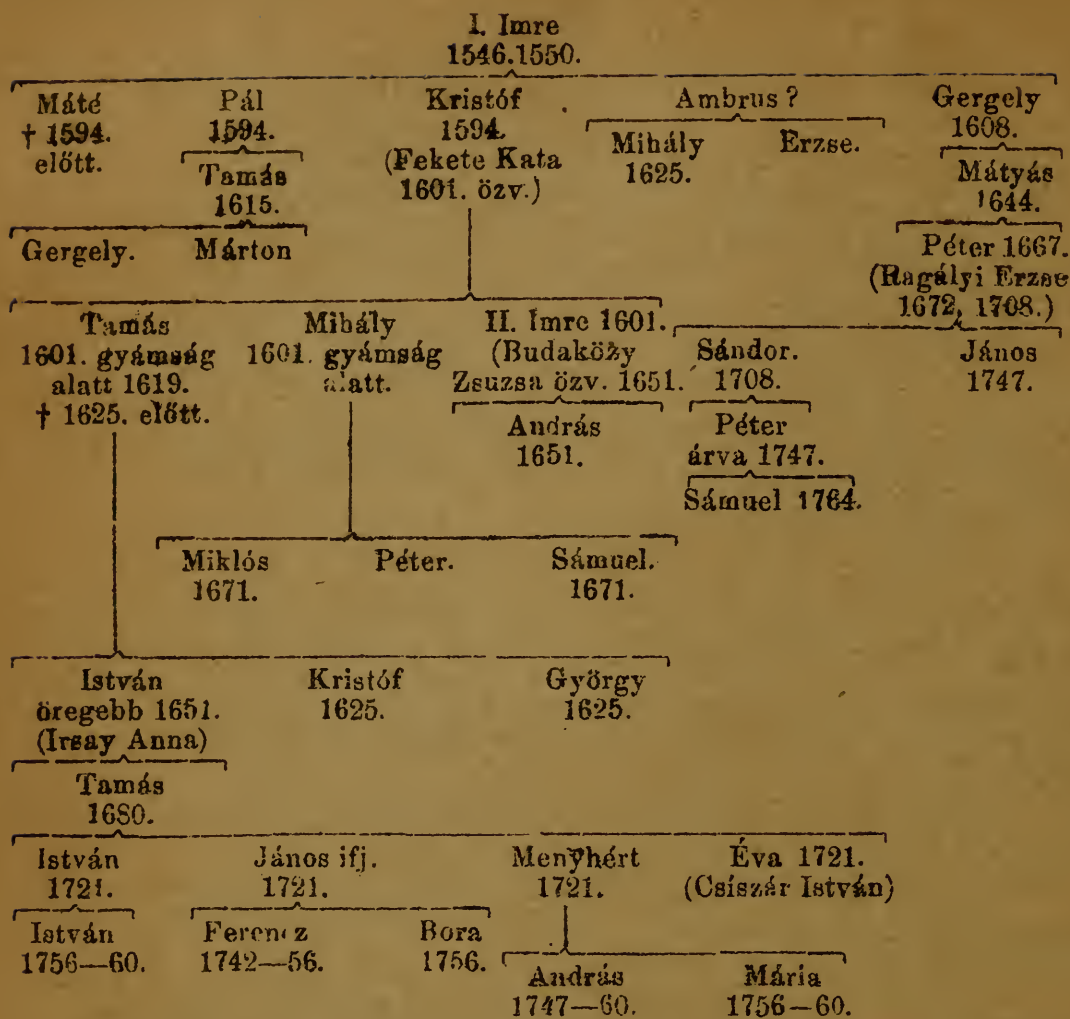 I. Imre
1546.1550.
Máté Pál Kristóf Ambrus ? Gergely
† 1594. 1594. 1594. Mihály Erzse. 1608.
előtt. Tamás (Fekete Kata 1625. Mátyás
1615. 1601. özv.) 1644.
Gergely. Márton Péter 1667.
(Ragályi Erzse
1672, 1708.)
Tamás Mihály II. Imre 1601. Sándor. János
1601. gyámság 1601. gyámság (Budaközy 1708. 1747.
alatt 1619. alatt. Zsuzsa özv. 1651. Péter
† 1625. előtt. András árva 1747.
1651. Sámuel 1764.
Miklós Péter. Sámuel.
1671. 1671.
István Kristóf György
öregebb 1651. 1625. 1625.
(Irsay Anna)
Tamás
1680.
István János ifj. Menyhért Éva 1721.
1721. 1721. 1721. (Csíszár István)
István Ferencz Bora
1756—60. 1742—56. 1756.
András Mária
1747—60. 1756—60.